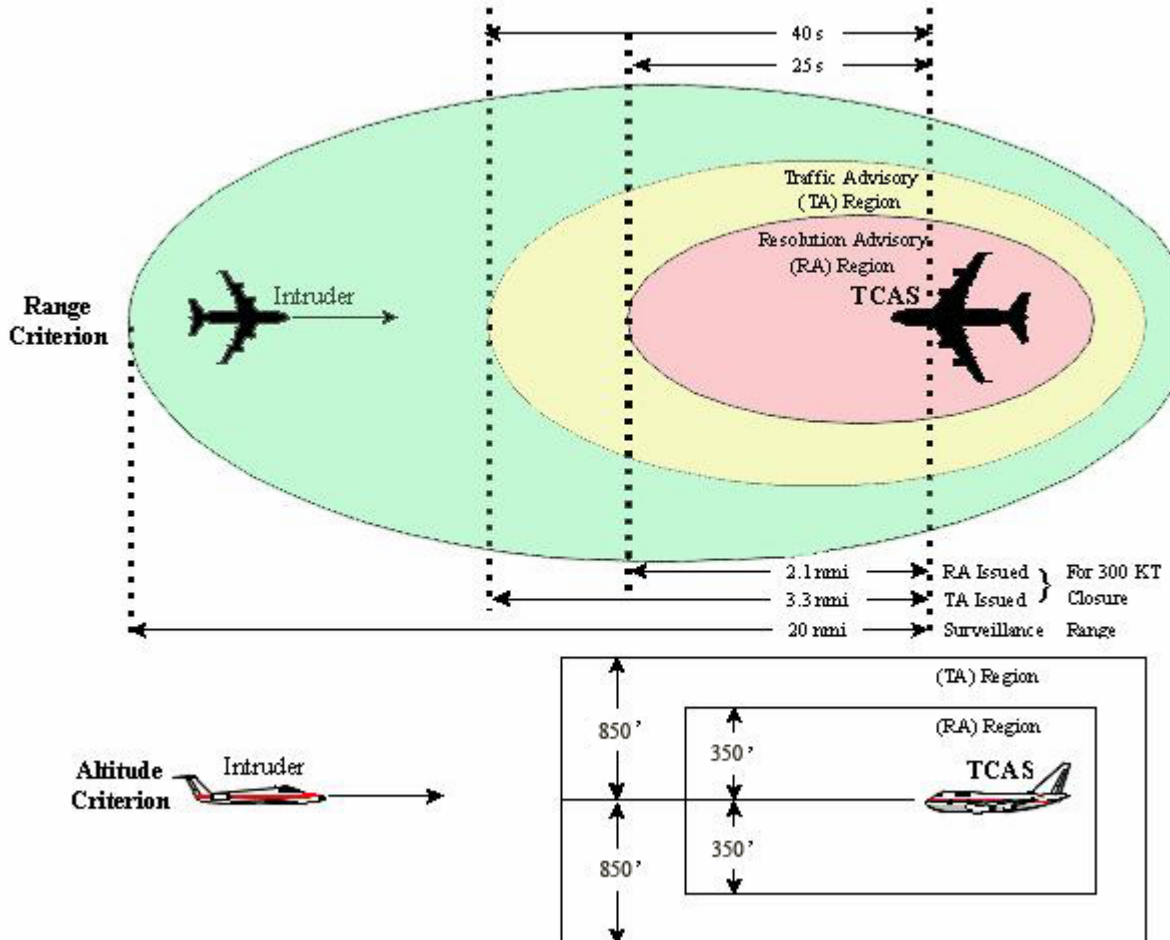 40 s
25 s
Traffic Advisory
(TA) Region
Resolution Advisory
(RA) Region
TCAS
Intruder
Range
Criterion
2.1 nmi RA Issued } For 300 KT
3.3 nmi TA Issued Closure
20 nmi Surveillance Range
(TA) Region
850’
350’
(RA) Region
TCAS
Altitude
Criterion
Intruder
850’
350’